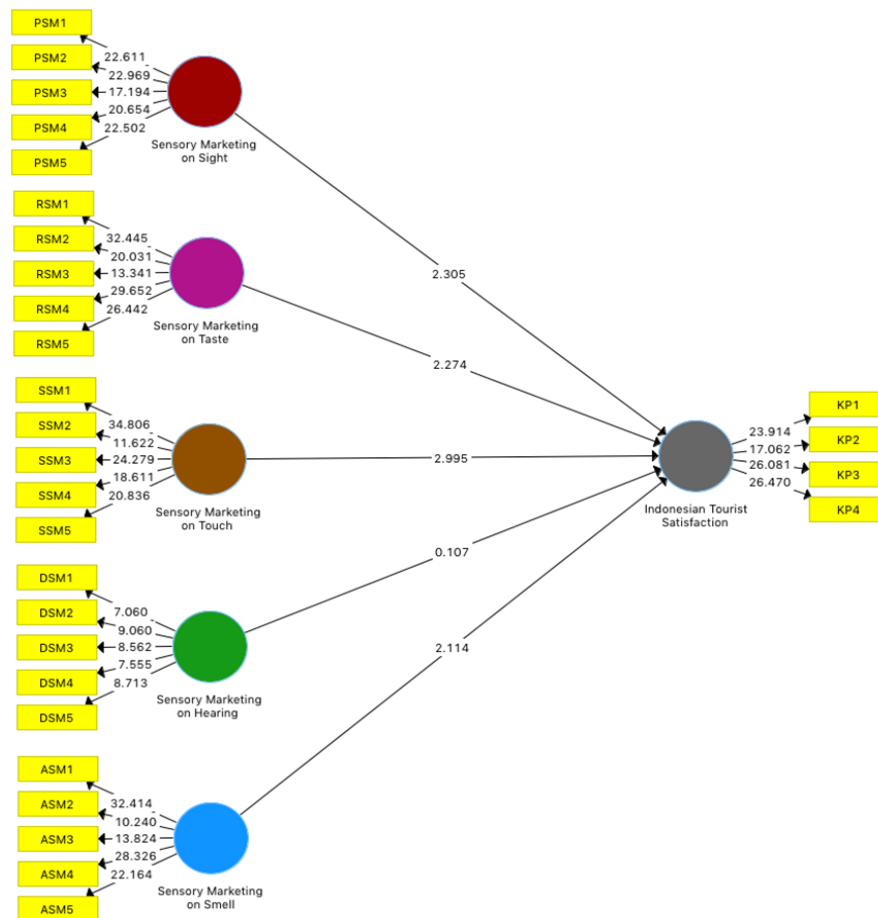 PSM1
PSM2
PSM3
PSM4
PSM5
22.611
22.969
17.194
20.654
22.502
Sensory Marketing
on Sight
RSM1
RSM2
RSM3
RSM4
RSM5
32.445
20.031
13.341
29.652
26.442
Sensory Marketing
on Taste
SSM1
SSM2
SSM3
SSM4
SSM5
34.806
11.622
24.279
18.611
20.836
Sensory Marketing
on Touch
DSM1
DSM2
DSM3
DSM4
DSM5
7.060
9.060
8.562
7.555
8.713
Sensory Marketing
on Hearing
ASM1
ASM2
ASM3
ASM4
ASM5
32.414
10.240
13.824
28.326
22.164
Sensory Marketing
on Smell
2.305
2.274
2.995
0.107
2.114
Indonesian Tourist
Satisfaction
23.914
17.062
26.081
26.470
KP1
KP2
KP3
KP4